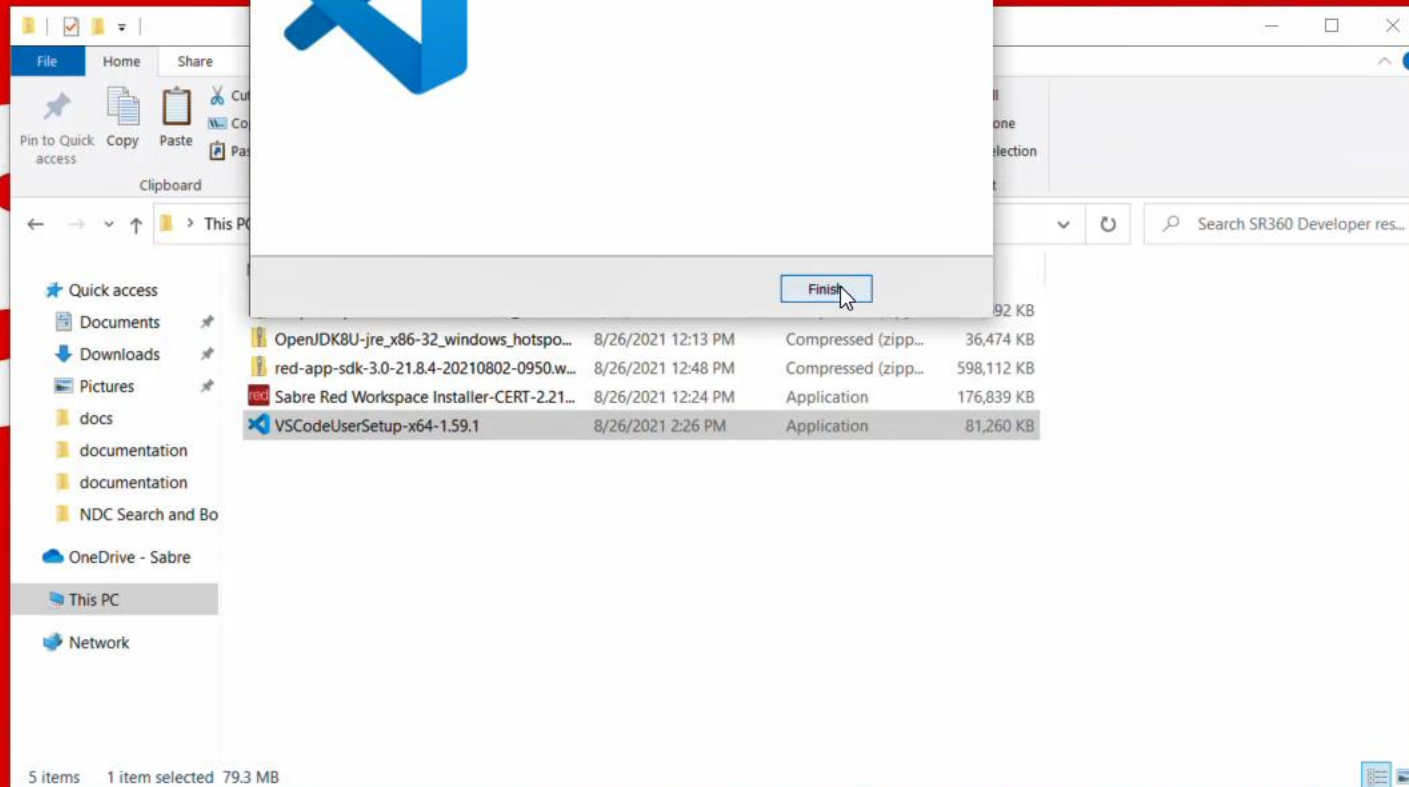 File Home Share
Pin to Quick access
Copy
Paste
Clipboard
one
election
This PC
Search SR360 Developer res...
Finish
Quick access
Documents
Downloads
Pictures
docs
documentation
documentation
NDC Search and Bo
OneDrive - Sabre
This PC
Network
92 KB
OpenJDK8U-jre_x86-32_windows_hotspo... 8/26/2021 12:13 PM Compressed (zipp... 36,474 KB
red-app-sdk-3.0-21.8.4-20210802-0950.w... 8/26/2021 12:48 PM Compressed (zipp... 598,112 KB
red Sabre Red Workspace Installer-CERT-2.21... 8/26/2021 12:24 PM Application 176,839 KB
VSCodeUserSetup-x64-1.59.1 8/26/2021 2:26 PM Application 81,260 KB
5 items 1 item selected 79.3 MB